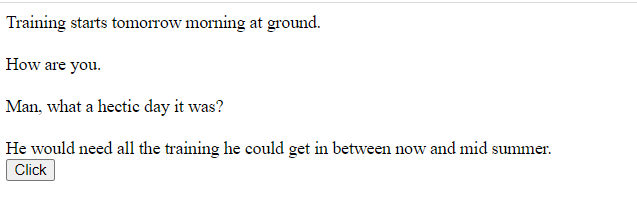 Training starts tomorrow morning at ground.
How are you.
Man, what a hectic day it was?
He would need all the training he could get in between now and mid summer.
Click